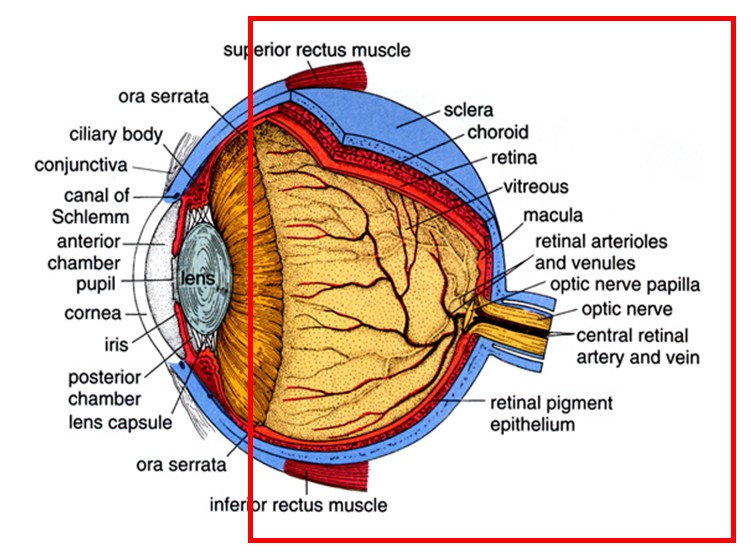 superior rectus muscle
ora serrata
sclera
ciliary body
choroid
conjunctiva
retina
canal of
Schlemm
vitreous
macula
anterior
chamber
retinal arterioles
and venules
pupil
lens
optic nerve papilla
cornea
optic nerve
iris
central retinal
artery and vein
posterior
chamber
lens capsule
retinal pigment
epithelium
ora serrata
inferior rectus muscle